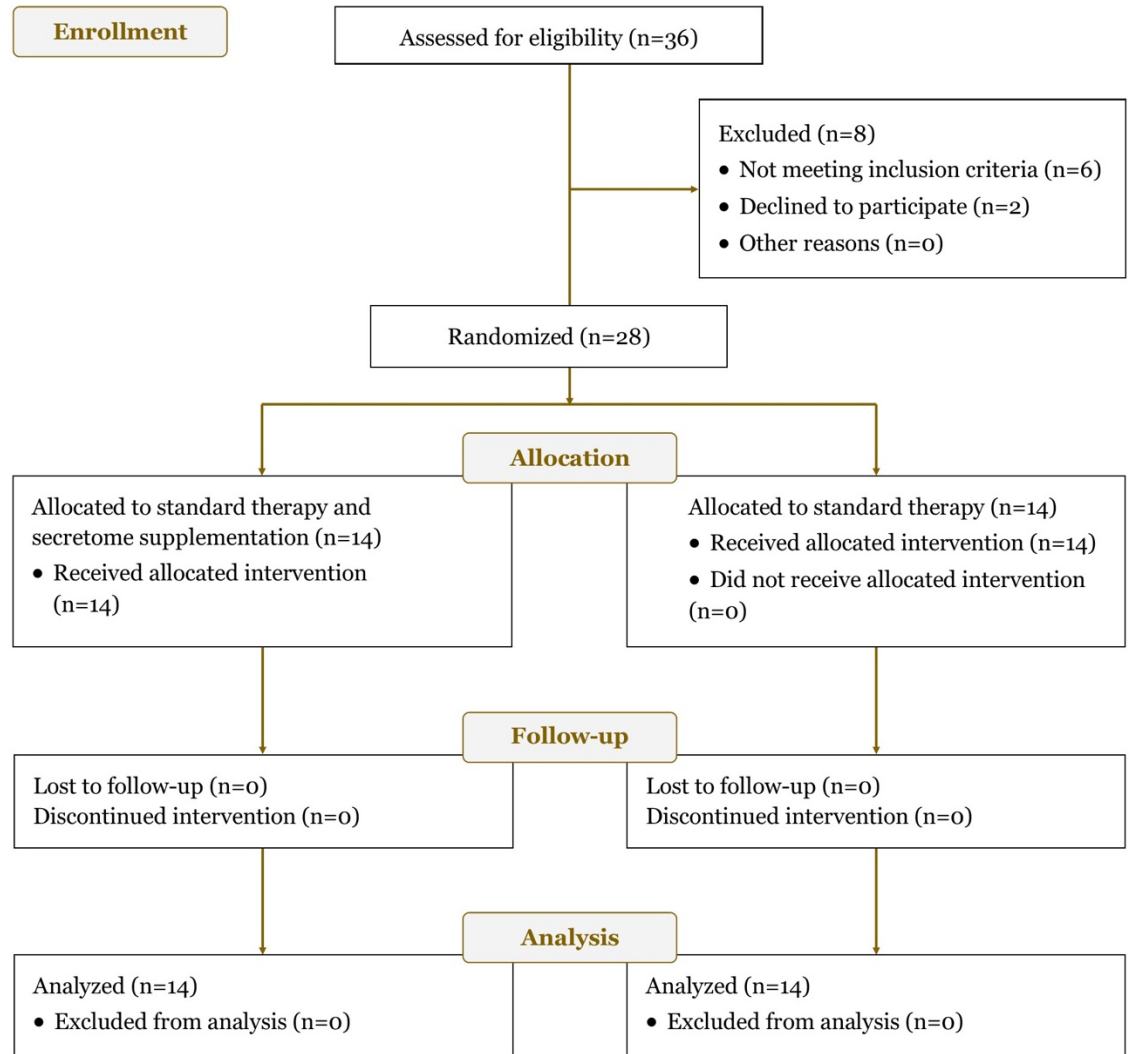 Enrollment
Assessed for eligibility (n=36)
Excluded (n=8)
• Not meeting inclusion criteria (n=6)
• Declined to participate (n=2)
• Other reasons (n=0)
Randomized (n=28)
Allocation
Allocated to standard therapy and
secretome supplementation (n=14)
• Received allocated intervention
(n=14)
Allocated to standard therapy (n=14)
• Received allocated intervention (n=14)
• Did not receive allocated intervention
(n=0)
Follow-up
Lost to follow-up (n=0)
Discontinued intervention (n=0)
Lost to follow-up (n=0)
Discontinued intervention (n=0)
Analysis
Analyzed (n=14)
• Excluded from analysis (n=0)
Analyzed (n=14)
• Excluded from analysis (n=0)